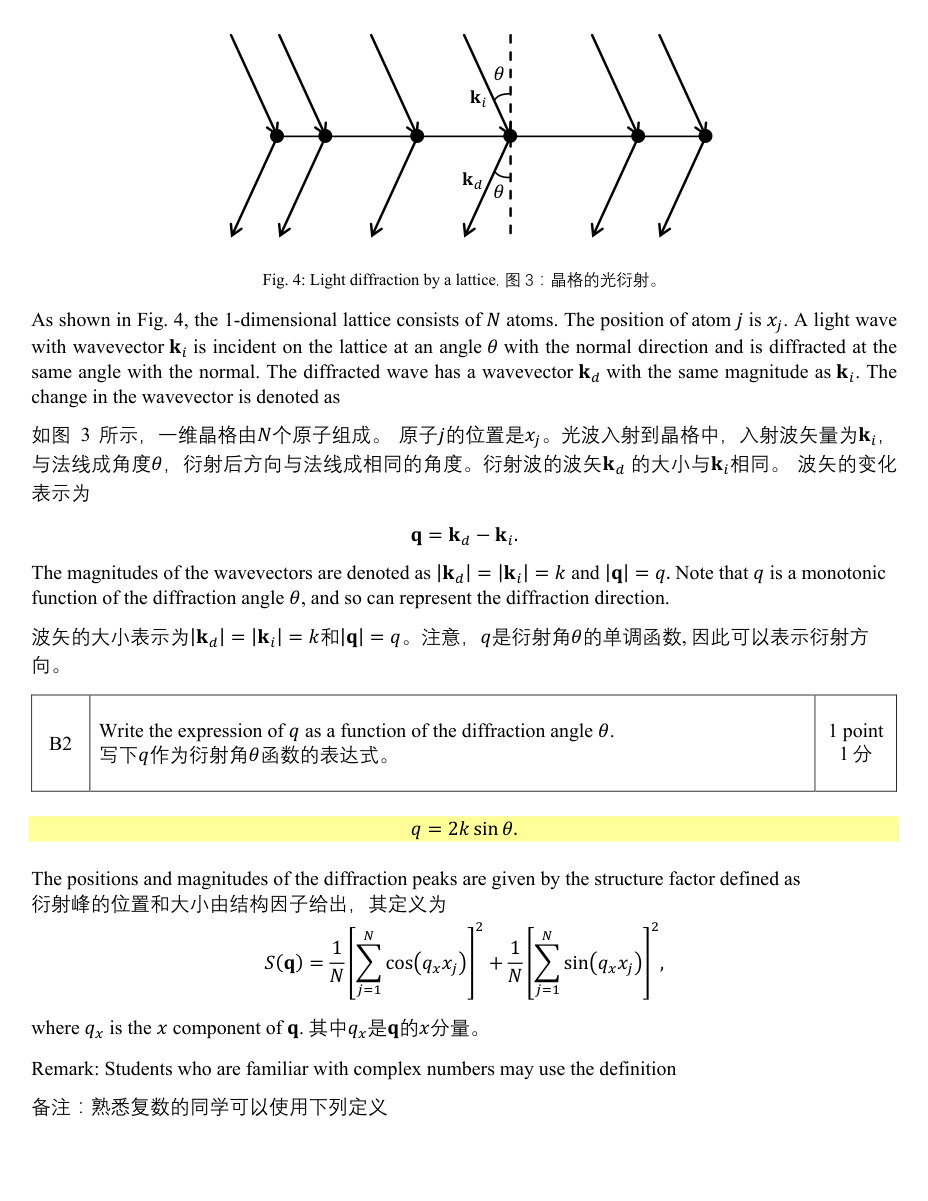 θ
𝐤ᵢ
𝐤_d
θ
Fig. 4: Light diffraction by a lattice. 图 3：晶格的光衍射。
As shown in Fig. 4, the 1-dimensional lattice consists of N atoms. The position of atom j is x_j. A light wave
with wavevector 𝐤ᵢ is incident on the lattice at an angle θ with the normal direction and is diffracted at the
same angle with the normal. The diffracted wave has a wavevector 𝐤_d with the same magnitude as 𝐤ᵢ. The
change in the wavevector is denoted as
如图 3 所示，一维晶格由N个原子组成。 原子j的位置是x_j。光波入射到晶格中，入射波矢量为𝐤ᵢ，
与法线成角度θ，衍射后方向与法线成相同的角度。衍射波的波矢𝐤_d 的大小与𝐤ᵢ相同。 波矢的变化
表示为
𝐪 = 𝐤_d − 𝐤ᵢ.
The magnitudes of the wavevectors are denoted as |𝐤_d| = |𝐤ᵢ| = k and |𝐪| = q. Note that q is a monotonic
function of the diffraction angle θ, and so can represent the diffraction direction.
波矢的大小表示为|𝐤_d| = |𝐤ᵢ| = k和|𝐪| = q。注意，q是衍射角θ的单调函数, 因此可以表示衍射方
向。
B2
Write the expression of q as a function of the diffraction angle θ.
写下q作为衍射角θ函数的表达式。
1 point
1 分
q = 2k sin θ.
The positions and magnitudes of the diffraction peaks are given by the structure factor defined as
衍射峰的位置和大小由结构因子给出，其定义为
S(𝐪) = 1/N [∑_{j=1}^{N} cos(q_x x_j)]² + 1/N [∑_{j=1}^{N} sin(q_x x_j)]²,
where q_x is the x component of 𝐪. 其中q_x是𝐪的x分量。
Remark: Students who are familiar with complex numbers may use the definition
备注：熟悉复数的同学可以使用下列定义